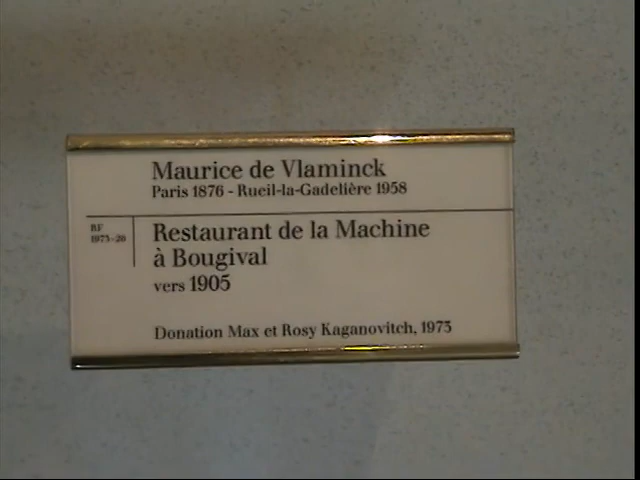 Maurice de Vlaminck
Paris 1876 - Rueil-la-Gadelière 1958
RF
1973-20
Restaurant de la Machine
à Bougival
vers 1905
Donation Max et Rosy Kaganovitch, 1973